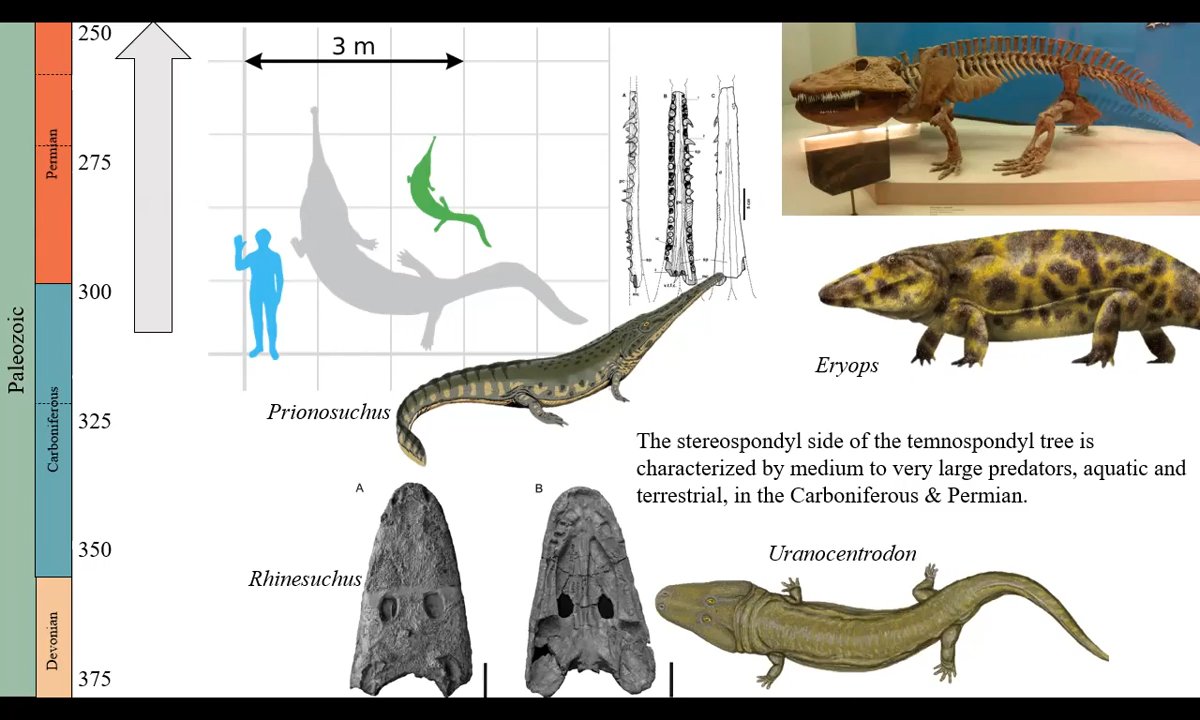 250
275
300
325
350
375
Paleozoic
Permian
Carboniferous
Devonian
3 m
A
B
C
Prionosuchus
Eryops
The stereospondyl side of the temnospondyl tree is
characterized by medium to very large predators, aquatic and
terrestrial, in the Carboniferous & Permian.
A
B
Rhinesuchus
Uranocentrodon